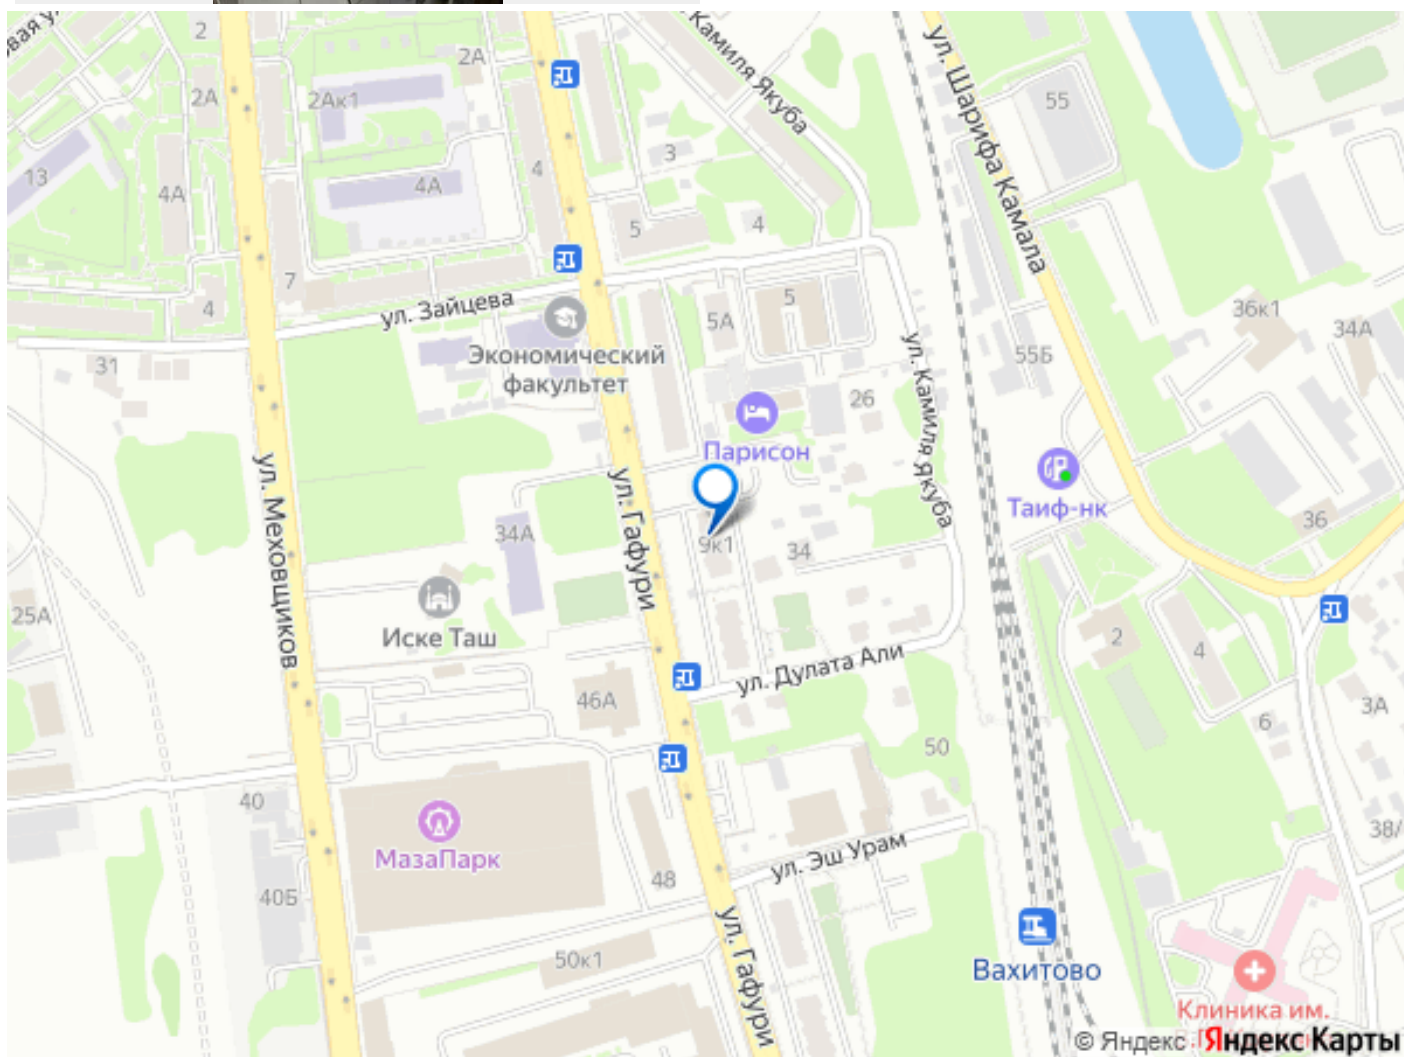 2
2А
2А
2Ак1
4А
4А
13
4
7
4
ул. Камиля Якуба
3
5
4
ул. Шарифа Камала
55
ул. Зайцева
Экономический
факультет
31
5А
5
55Б
36к1
34А
26
Парисон
ул. Камиля Якуба
Таиф-нк
36
ул. Меховщиков
ул. Гафури
34А
9к1
34
25А
Иске Таш
2
4
46А
ул. Дулата Али
6
3А
50
40
МазаПарк
38/
40Б
48
ул. Эш Урам
50к1
ул. Гафури
Вахитово
Клиника им.
© Яндекс Яндекс Карты